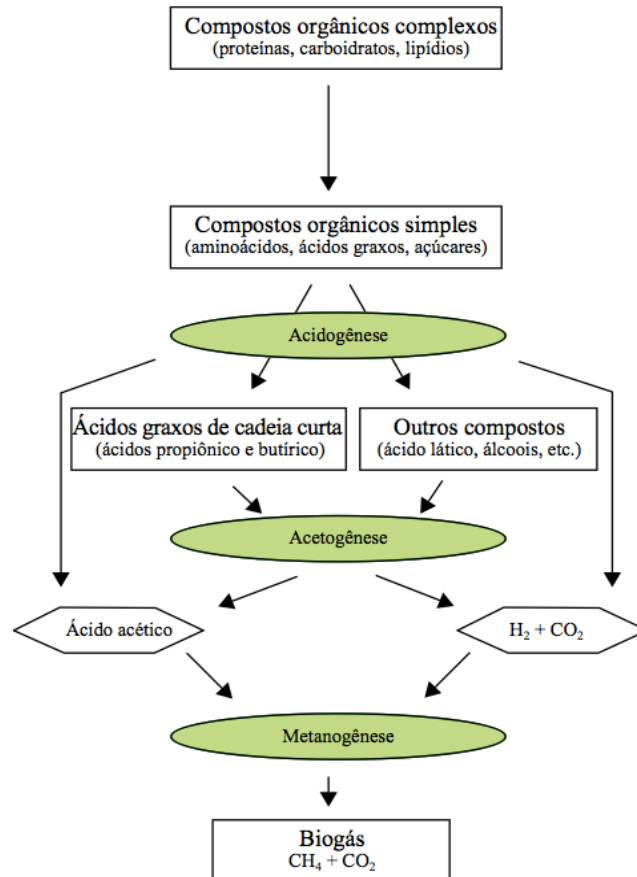 Compostos orgânicos complexos
(proteínas, carboidratos, lipídios)
Compostos orgânicos simples
(aminoácidos, ácidos graxos, açúcares)
Acidogênese
Ácidos graxos de cadeia curta
(ácidos propiônico e butírico)
Outros compostos
(ácido lático, álcoois, etc.)
Acetogênese
Ácido acético
H₂ + CO₂
Metanogênese
Biogás
CH₄ + CO₂